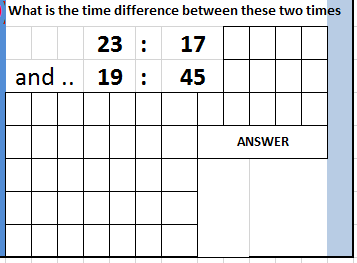 What is the time difference between these two times
23 : 17
and .. 19 : 45
ANSWER